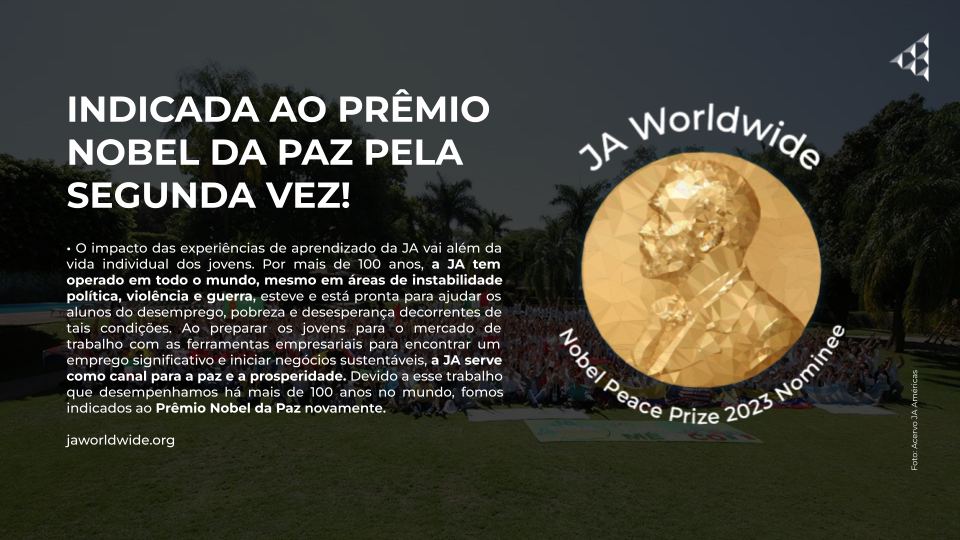 INDICADA AO PRÊMIO
NOBEL DA PAZ PELA
SEGUNDA VEZ!
• O impacto das experiências de aprendizado da JA vai além da
vida individual dos jovens. Por mais de 100 anos, a JA tem
operado em todo o mundo, mesmo em áreas de instabilidade
política, violência e guerra, esteve e está pronta para ajudar os
alunos do desemprego, pobreza e desesperança decorrentes de
tais condições. Ao preparar os jovens para o mercado de
trabalho com as ferramentas empresariais para encontrar um
emprego significativo e iniciar negócios sustentáveis, a JA serve
como canal para a paz e a prosperidade. Devido a esse trabalho
que desempenhamos há mais de 100 anos no mundo, fomos
indicados ao Prêmio Nobel da Paz novamente.
jaworldwide.org
JA Worldwide
Nobel Peace Prize 2023 Nominee
Foto: Acervo JA Américas